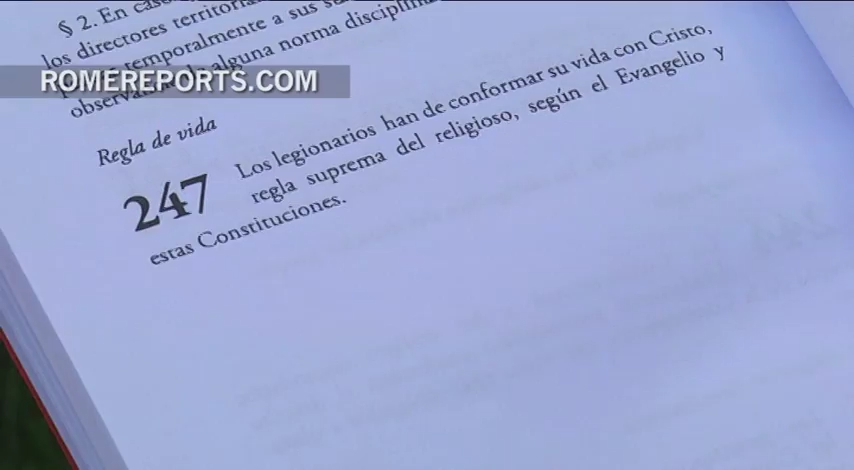 § 2. En caso
los directores territoria
temporalmente a sus
ROMEREPORTS.COM
alguna norma disciplin
Regla de vida
247 Los legionarios han de conformar su vida con Cristo,
regla suprema del religioso, según el Evangelio y
estas Constituciones.